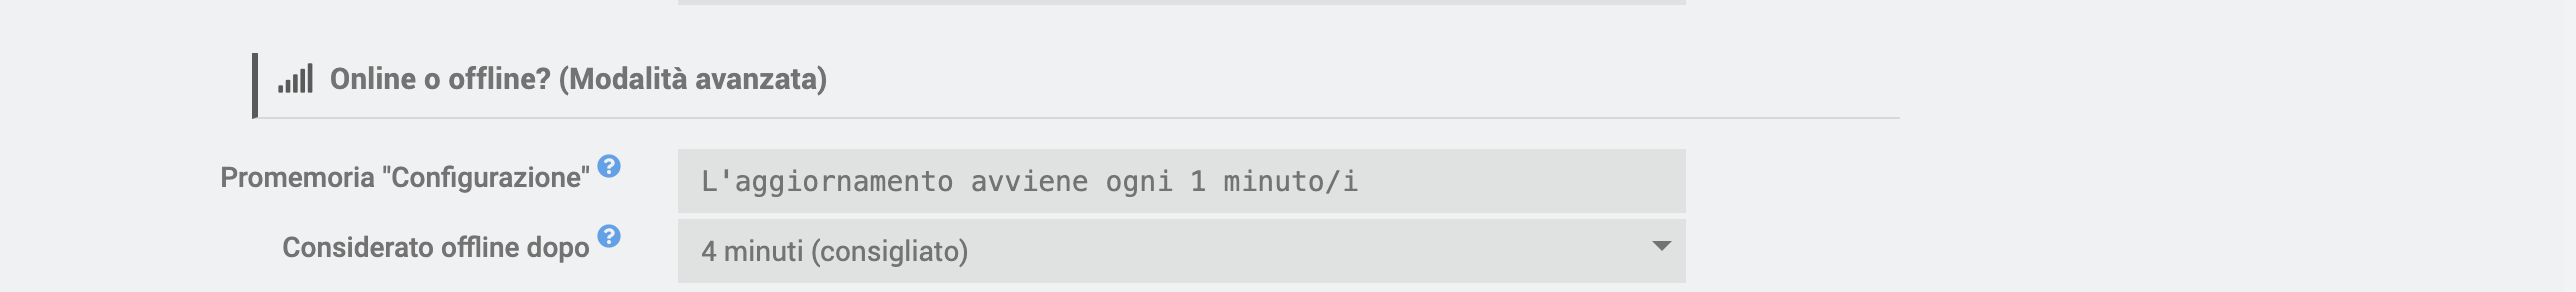 Online o offline? (Modalità avanzata)
Promemoria "Configurazione"
L'aggiornamento avviene ogni 1 minuto/i
Considerato offline dopo
4 minuti (consigliato)